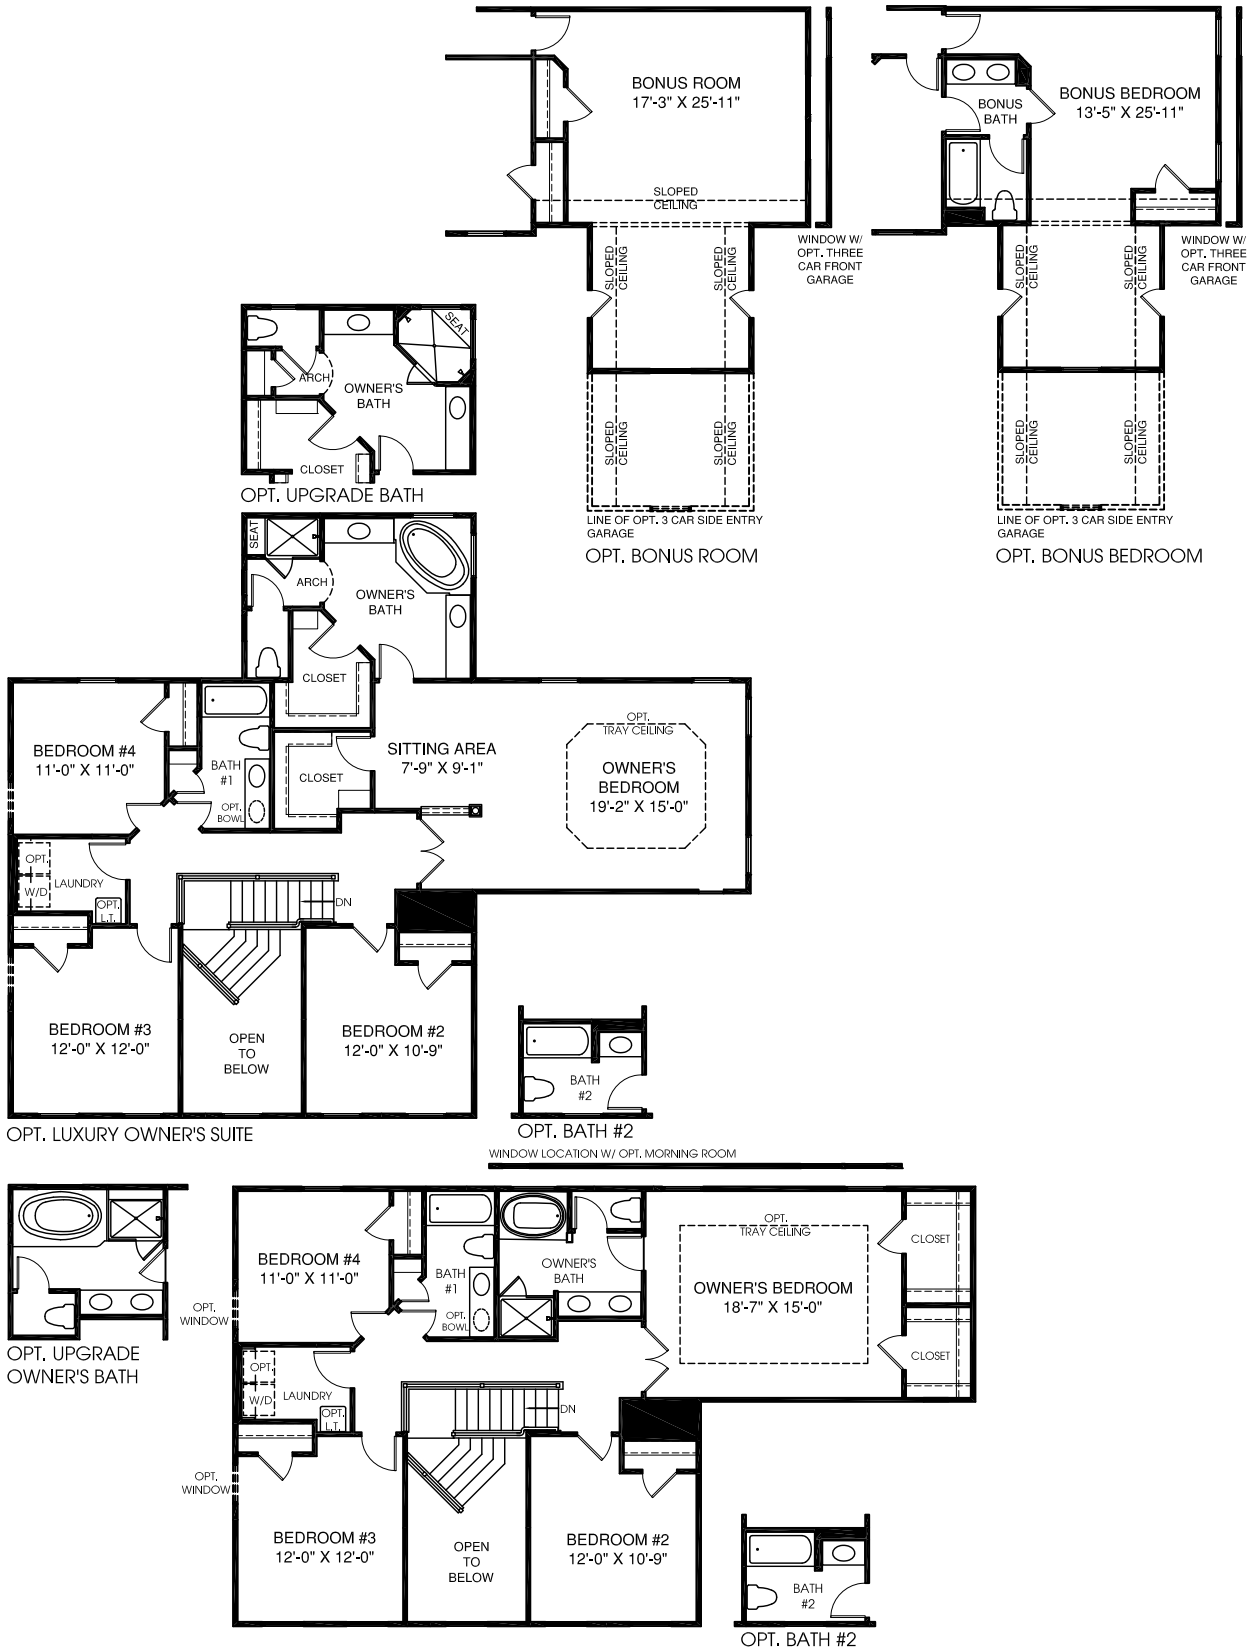 BONUS ROOM
17'-3" X 25'-11"
SLOPED
CEILING
SLOPED
CEILING
SLOPED
CEILING
WINDOW W/
OPT. THREE
CAR FRONT
GARAGE
SLOPED
CEILING
SLOPED
CEILING
LINE OF OPT. 3 CAR SIDE ENTRY
GARAGE
OPT. BONUS ROOM
BONUS
BATH
BONUS BEDROOM
13'-5" X 25'-11"
SLOPED
CEILING
SLOPED
CEILING
WINDOW W/
OPT. THREE
CAR FRONT
GARAGE
SLOPED
CEILING
SLOPED
CEILING
LINE OF OPT. 3 CAR SIDE ENTRY
GARAGE
OPT. BONUS BEDROOM
SEAT
ARCH
OWNER'S
BATH
CLOSET
OPT. UPGRADE BATH
SEAT
ARCH
OWNER'S
BATH
CLOSET
BEDROOM #4
11'-0" X 11'-0"
BATH
#1
OPT.
BOWL
CLOSET
SITTING AREA
7'-9" X 9'-1"
OPT.
TRAY CEILING
OWNER'S
BEDROOM
19'-2" X 15'-0"
OPT.
W/D
LAUNDRY
OPT.
L.T.
DN
BEDROOM #3
12'-0" X 12'-0"
OPEN
TO
BELOW
BEDROOM #2
12'-0" X 10'-9"
OPT. LUXURY OWNER'S SUITE
BATH
#2
OPT. BATH #2
WINDOW LOCATION W/ OPT. MORNING ROOM
OPT. UPGRADE
OWNER'S BATH
OPT.
WINDOW
BEDROOM #4
11'-0" X 11'-0"
BATH
#1
OPT.
BOWL
OWNER'S
BATH
OPT.
TRAY CEILING
OWNER'S BEDROOM
18'-7" X 15'-0"
CLOSET
CLOSET
OPT.
W/D
LAUNDRY
OPT.
L.T.
DN
OPT.
WINDOW
BEDROOM #3
12'-0" X 12'-0"
OPEN
TO
BELOW
BEDROOM #2
12'-0" X 10'-9"
BATH
#2
OPT. BATH #2